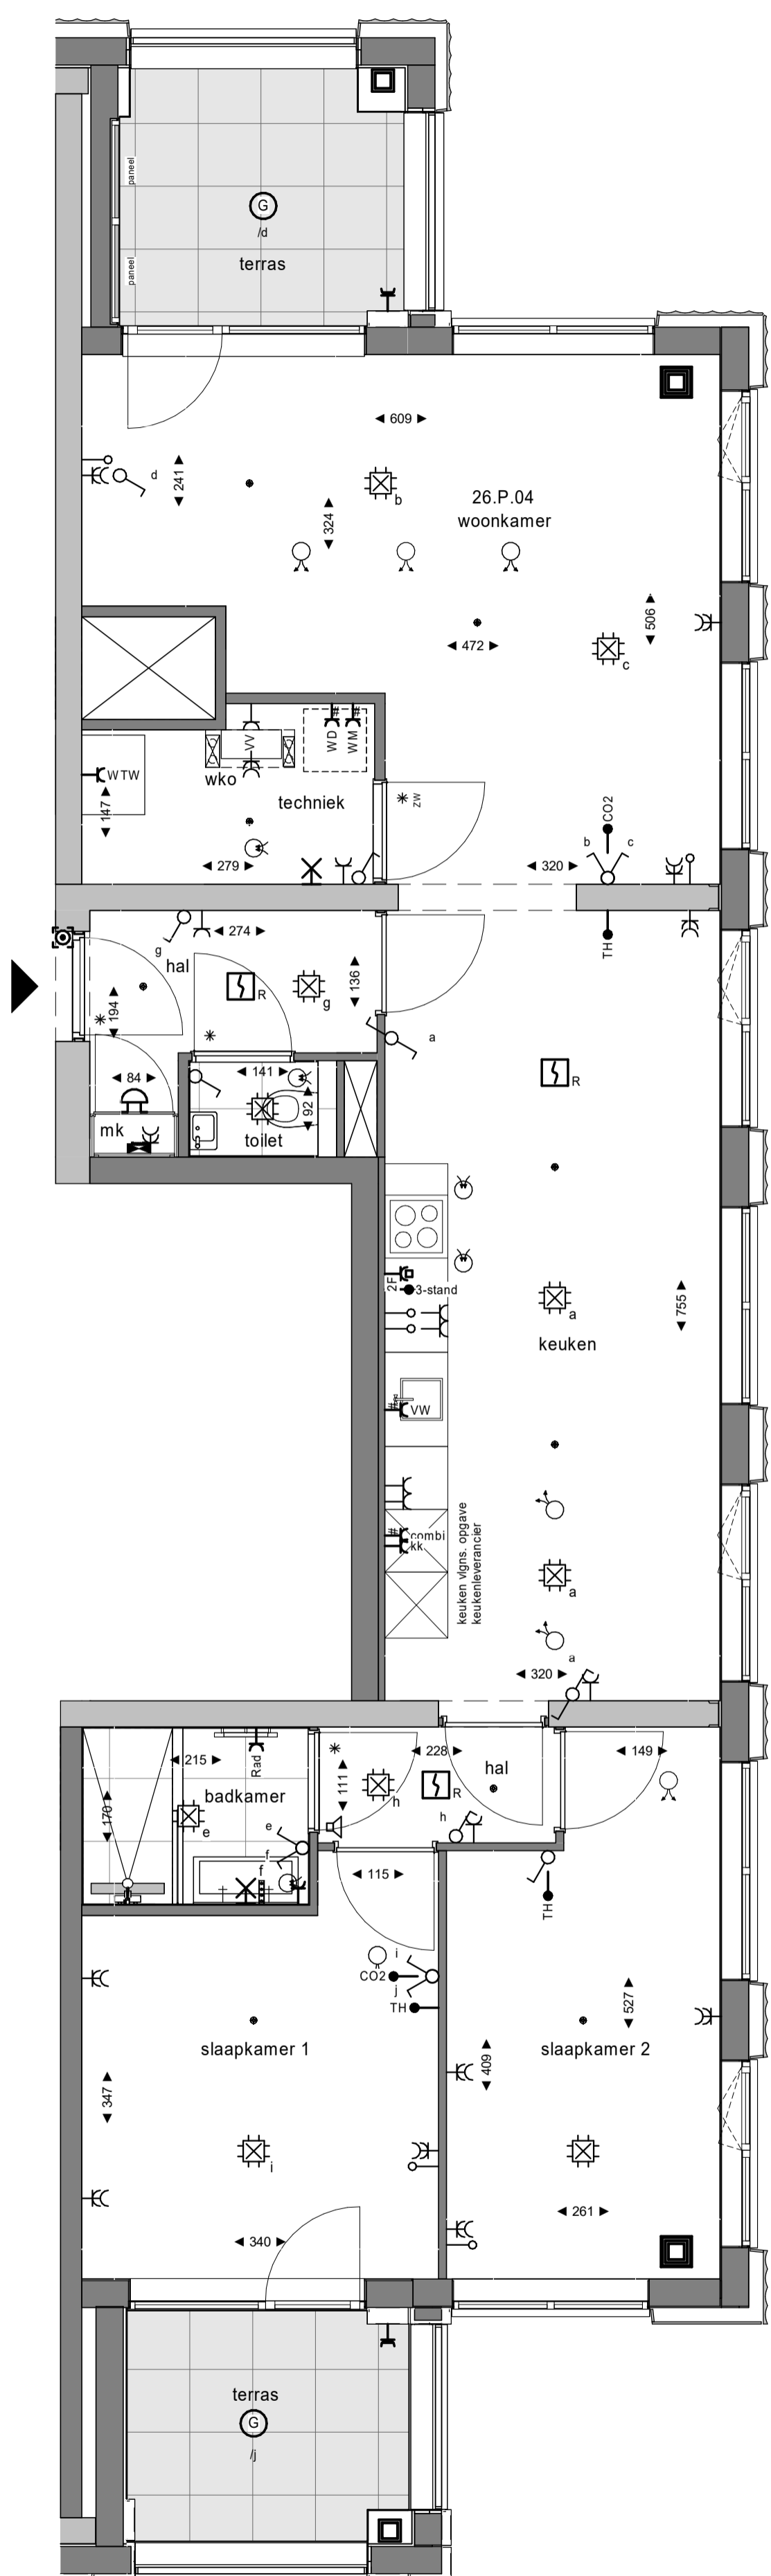 paneel
G
/d
terras
paneel
609
d
241
b
26.P.04
woonkamer
324
506
472
c
VV
WD
#
WM
#
WTW
wko
techniek
147
ZW
CO2
b
c
279
320
g
274
hal
TH
136
194
R
g
a
84
141
R
mk
92
toilet
2F
3-stand
a
755
keuken
#
VW
keuken vlgns. opgave
keukenleverancier
#
combi
kk
a
a
320
215
Rad
228
hal
149
badkamer
111
h
R
170
e
e
h
f
f
115
TH
i
CO2
j
TH
527
slaapkamer 1
slaapkamer 2
409
347
i
261
340
terras
G
/j